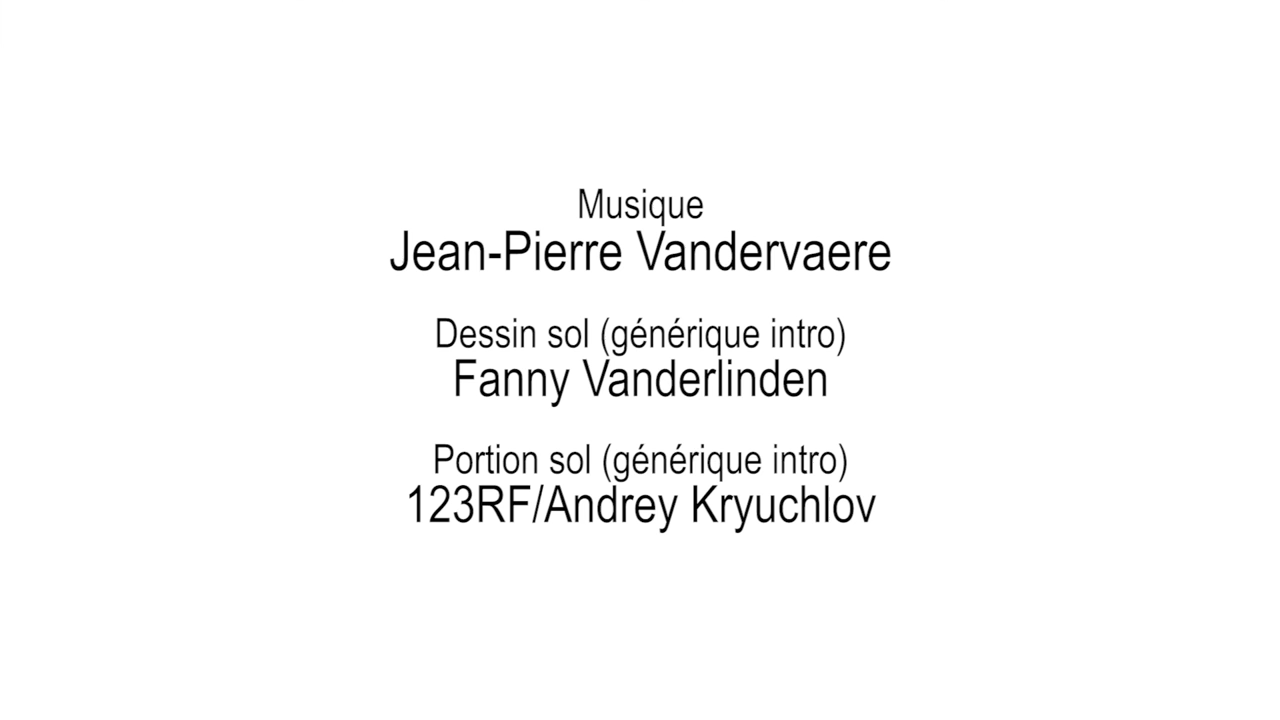 Musique
Jean-Pierre Vandervaere
Dessin sol (générique intro)
Fanny Vanderlinden
Portion sol (générique intro)
123RF/Andrey Kryuchlov